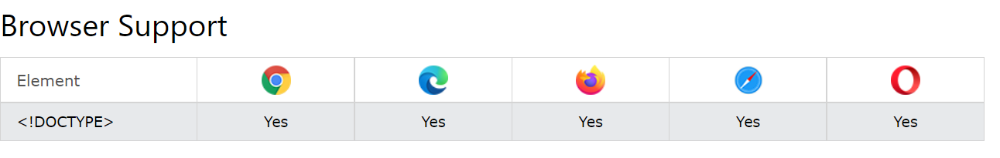 Browser Support
Element
<!DOCTYPE> Yes Yes Yes Yes Yes